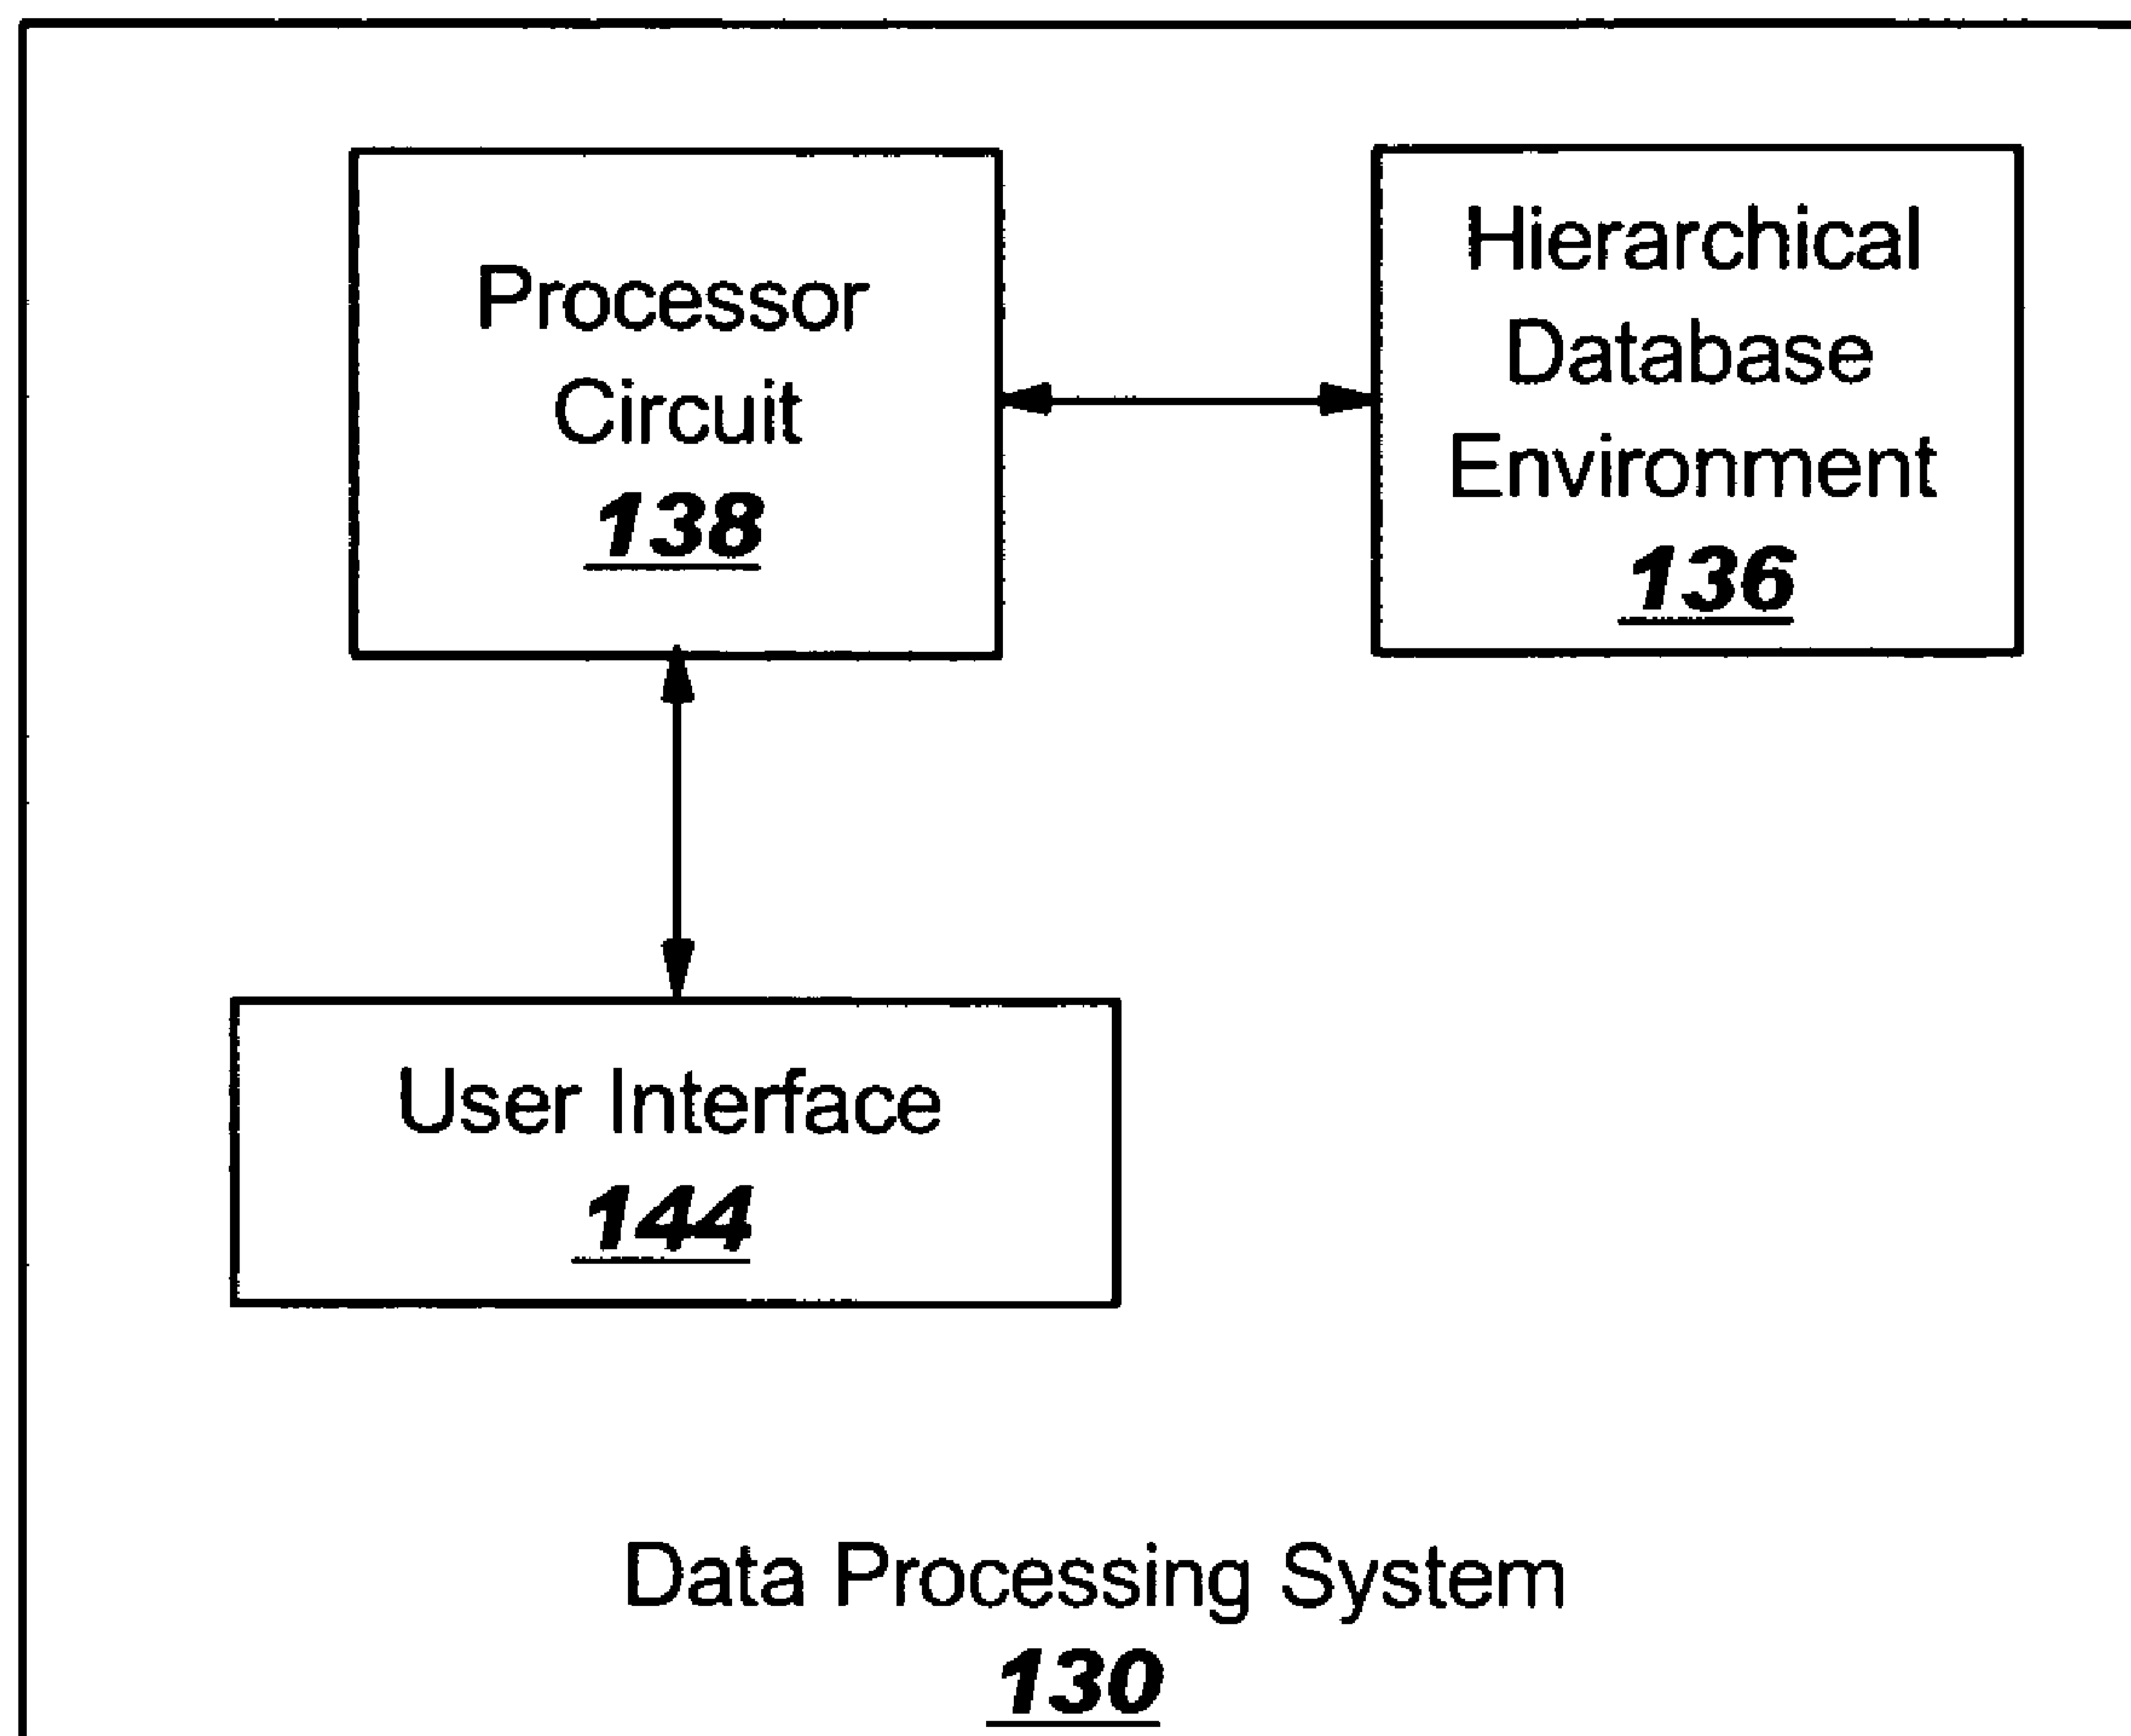 Processor
Circuit
138
Hierarchical
Database
Environment
136
User Interface
144
Data Processing System
130